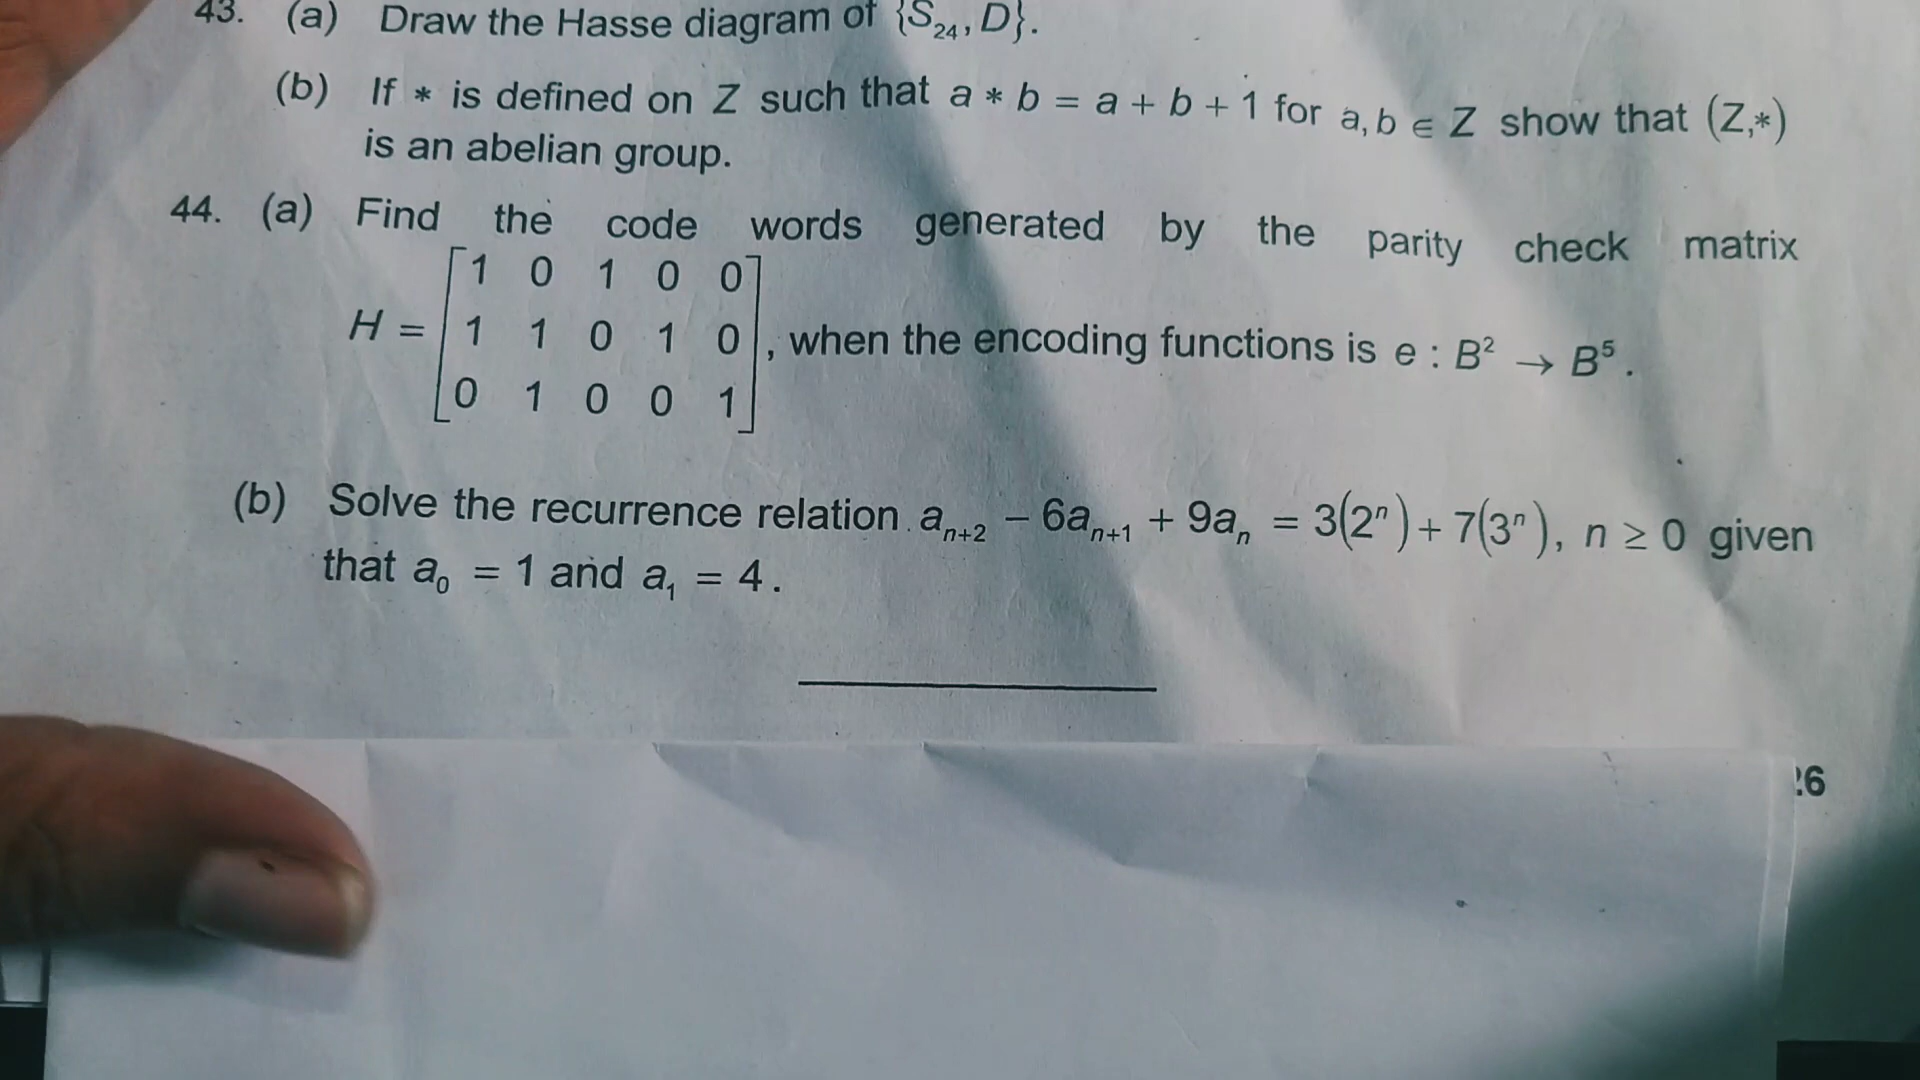 43. (a) Draw the Hasse diagram of {S₂₄, D}.
(b) If * is defined on Z such that a * b = a + b + 1 for a, b ∈ Z show that (Z,*)
is an abelian group.
44. (a) Find the code words generated by the parity check matrix
H = [1 0 1 0 0
1 1 0 1 0
0 1 0 0 1], when the encoding functions is e : B² → B⁵.
(b) Solve the recurrence relation aₙ₊₂ − 6aₙ₊₁ + 9aₙ = 3(2ⁿ) + 7(3ⁿ), n ≥ 0 given
that a₀ = 1 and a₁ = 4.
6